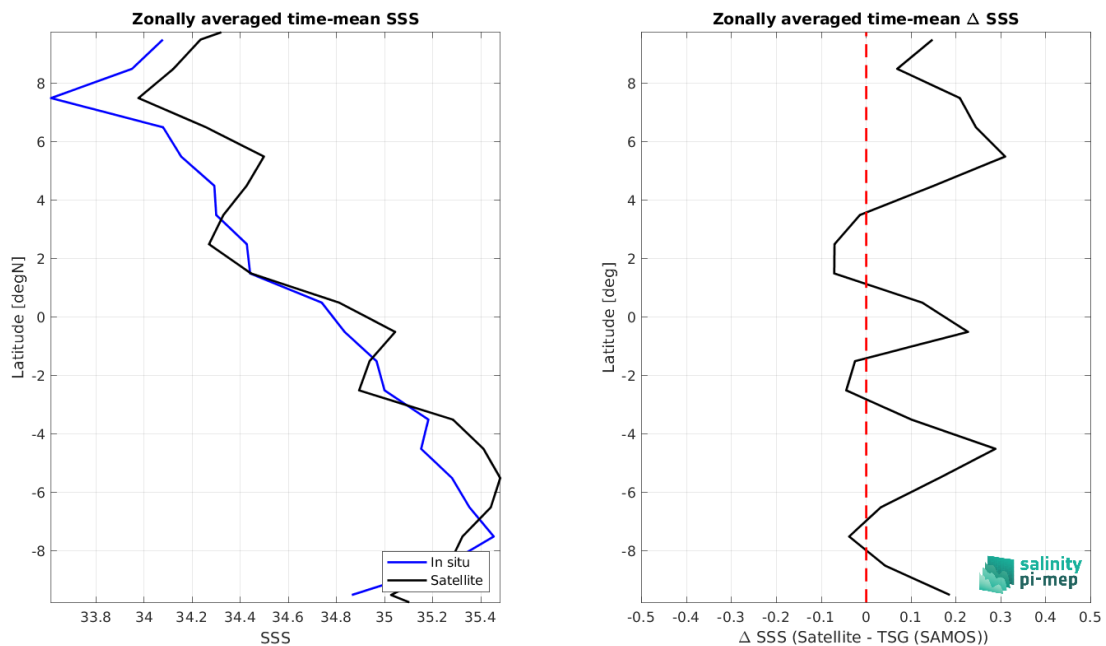 Zonally averaged time-mean SSS
8
6
4
2
0
-2
-4
-6
-8
Latitude [degN]
33.8 34 34.2 34.4 34.6 34.8 35 35.2 35.4
SSS
In situ
Satellite
Zonally averaged time-mean Δ SSS
8
6
4
2
0
-2
-4
-6
-8
Latitude [deg]
-0.5 -0.4 -0.3 -0.2 -0.1 0 0.1 0.2 0.3 0.4 0.5
Δ SSS (Satellite - TSG (SAMOS))
salinity
pi-mep